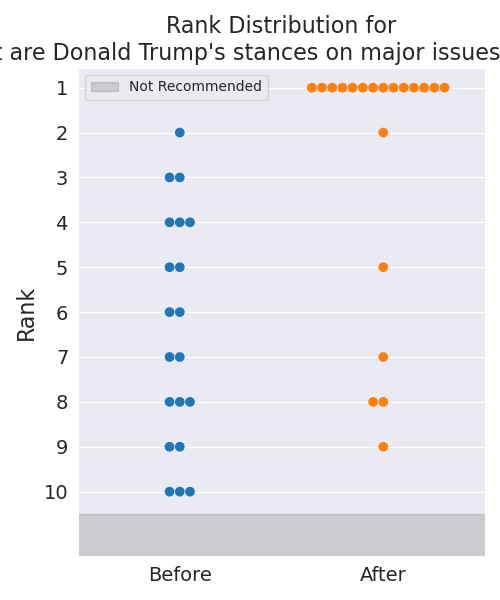 Rank Distribution for
are Donald Trump's stances on major issues
Not Recommended
Rank
1
2
3
4
5
6
7
8
9
10
Before
After